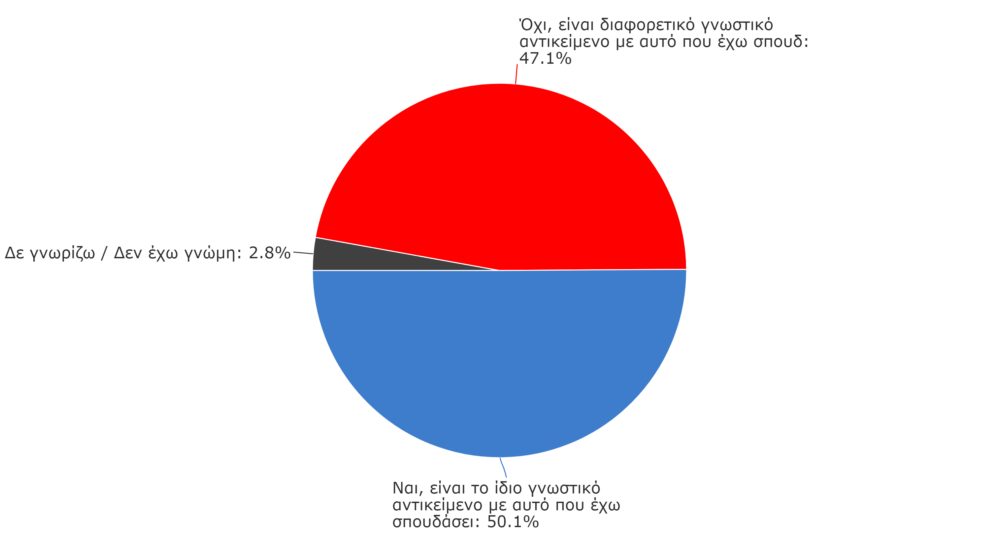 Όχι, είναι διαφορετικό γνωστικό
αντικείμενο με αυτό που έχω σπουδ:
47.1%
Δε γνωρίζω / Δεν έχω γνώμη: 2.8%
Ναι, είναι το ίδιο γνωστικό
αντικείμενο με αυτό που έχω
σπουδάσει: 50.1%